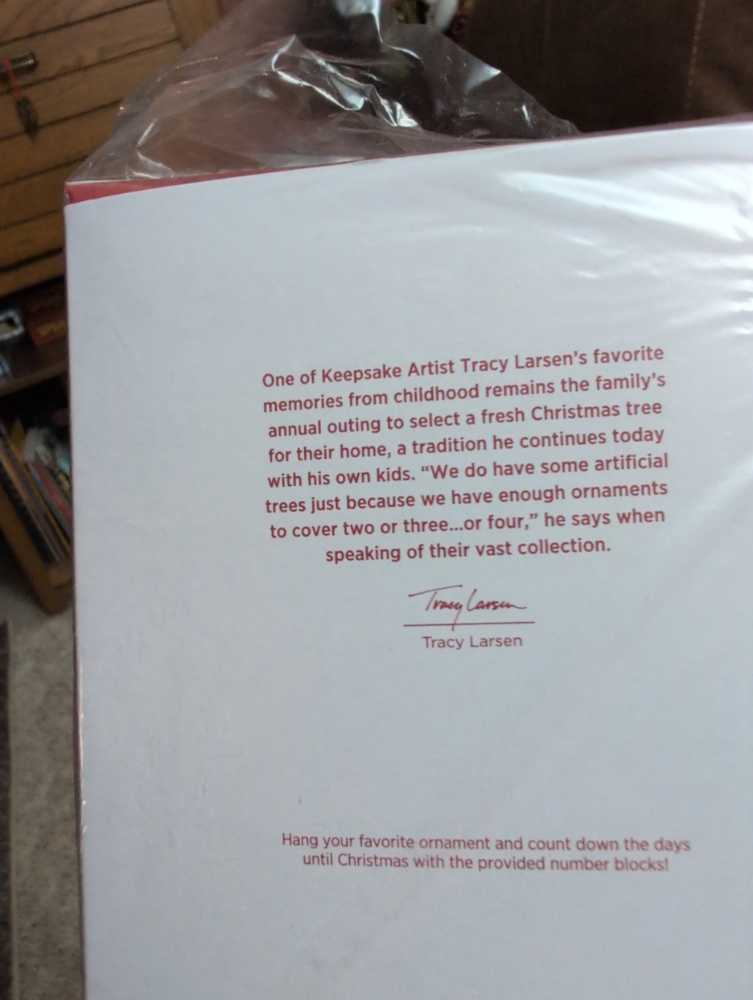 One of Keepsake Artist Tracy Larsen's favorite
memories from childhood remains the family's
annual outing to select a fresh Christmas tree
for their home, a tradition he continues today
with his own kids. “We do have some artificial
trees just because we have enough ornaments
to cover two or three...or four,” he says when
speaking of their vast collection.
Tracy Larsen
Tracy Larsen
Hang your favorite ornament and count down the days
until Christmas with the provided number blocks!